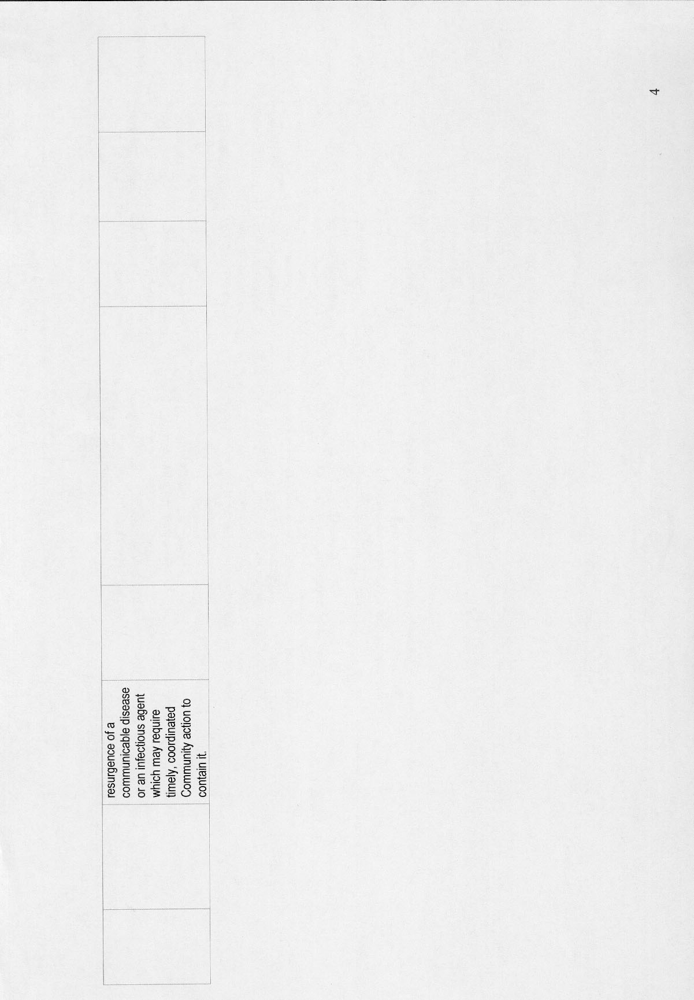 resurgence of a
communicable disease
or an infectious agent
which may require
timely, coordinated
Community action to
contain it.
4